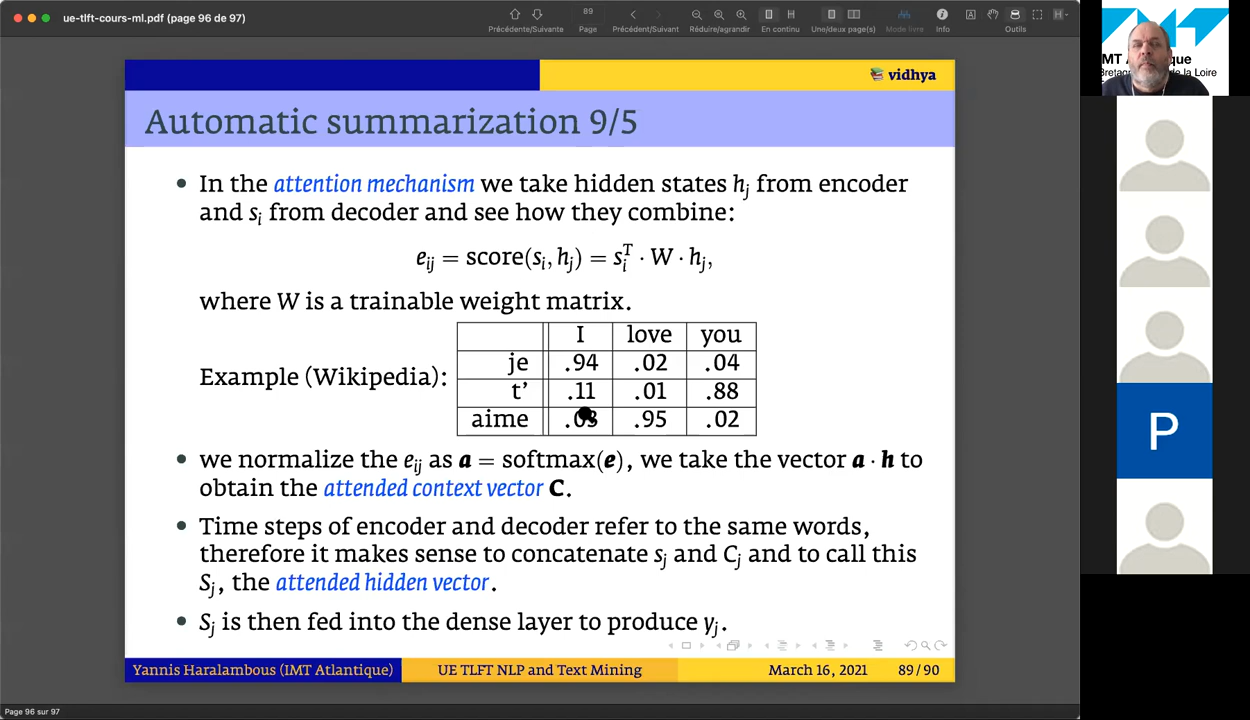 ue-tlft-cours-ml.pdf (page 96 de 97)
89
Précédente/Suivante
Page
Précédent/Suivant
Réduire/agrandir
En continu
Une/deux page(s)
Mode livre
Info
Outils
vidhya
Automatic summarization 9/5
• In the attention mechanism we take hidden states hj from encoder
and si from decoder and see how they combine:
eij = score(si, hj) = siT · W · hj,
where W is a trainable weight matrix.
Example (Wikipedia):
I love you
je .94 .02 .04
t’ .11 .01 .88
aime .03 .95 .02
• we normalize the eij as a = softmax(e), we take the vector a · h to
obtain the attended context vector C.
• Time steps of encoder and decoder refer to the same words,
therefore it makes sense to concatenate sj and Cj and to call this
Sj, the attended hidden vector.
• Sj is then fed into the dense layer to produce yj.
Yannis Haralambous (IMT Atlantique) UE TLFT NLP and Text Mining March 16, 2021 89 / 90
Page 96 sur 97
P